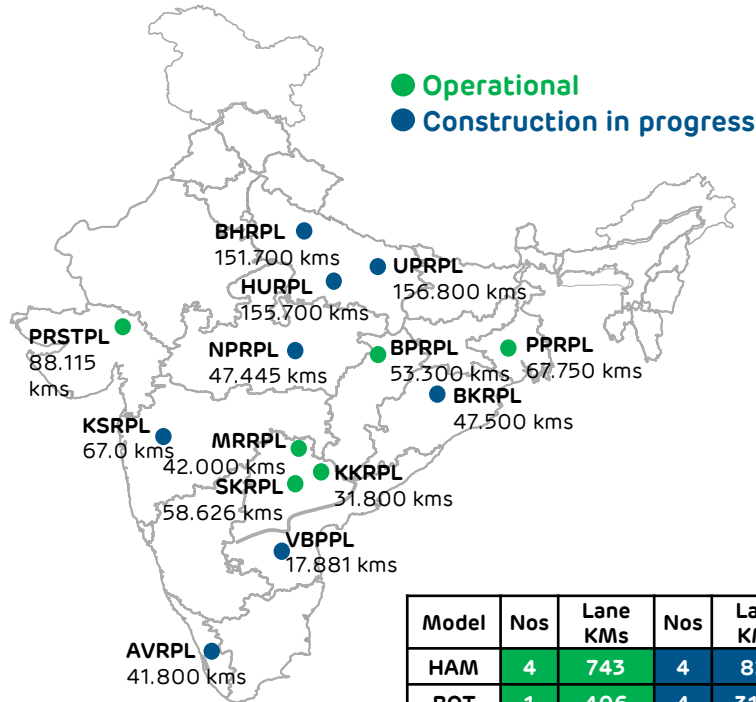 Operational
Construction in progress
BHRPL
151.700 kms
UPRPL
156.800 kms
HURPL
155.700 kms
PRSTPL
88.115
kms
NPRPL
47.445 kms
BPRPL
53.300 kms
PPRPL
67.750 kms
BKRPL
47.500 kms
KSRPL
67.0 kms
MRRPL
42.000 kms
KKRPL
31.800 kms
SKRPL
58.626 kms
VBPPL
17.881 kms
AVRPL
41.800 kms
Model Nos Lane KMs Nos
HAM 4 743 4 8